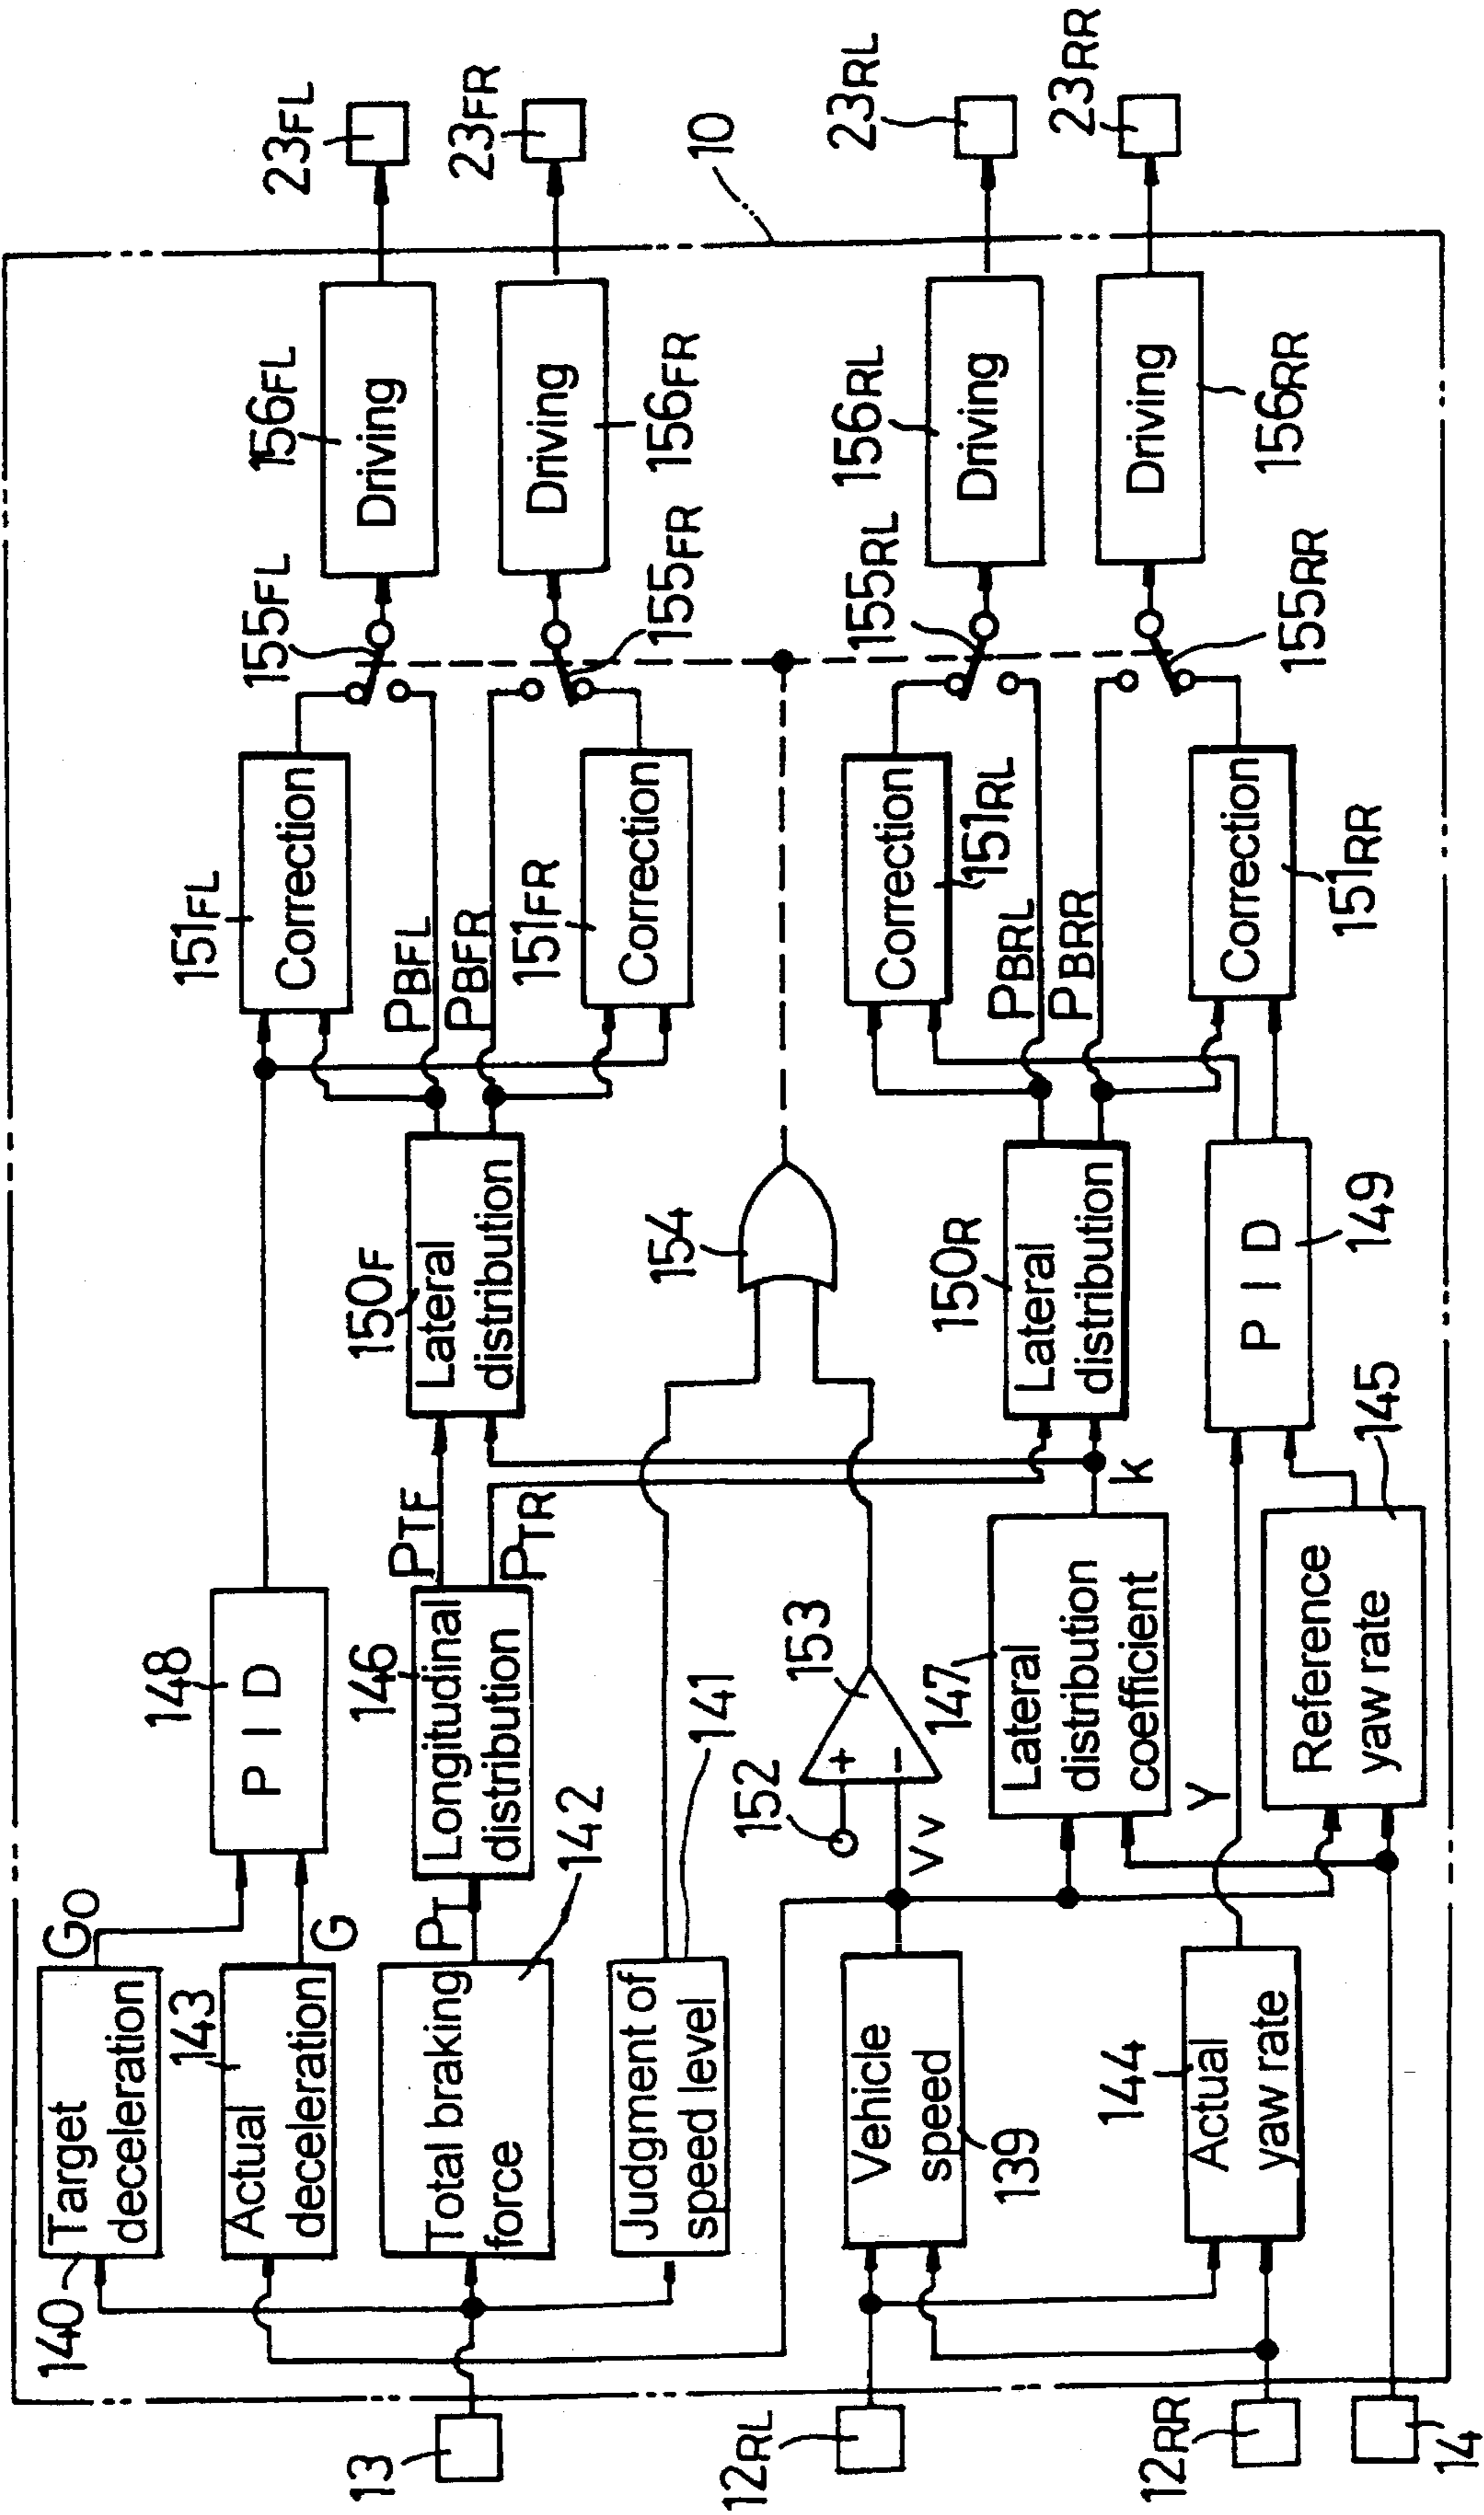 13
12RL
12RR
14
140
Target
deceleration
GO
143
Actual
deceleration
G
Total braking
force
142
PT
Judgment of
speed level
141
Vehicle
speed
139
VV
144
Actual
yaw rate
Y
148
P I D
146
Longitudinal
distribution
PTF
PTR
152
+
−
153
147
Lateral
distribution
coefficient
K
Reference
yaw rate
145
150F
Lateral
distribution
154
150R
Lateral
distribution
P I D
149
151FL
Correction
PBFL
PBFR
151FR
Correction
Correction
151RL
PBRL
PBRR
Correction
151RR
155FL
155FR
155RL
155RR
156FL
Driving
Driving
156FR
156RL
Driving
Driving
156RR
10
23FL
23FR
23RL
23RR